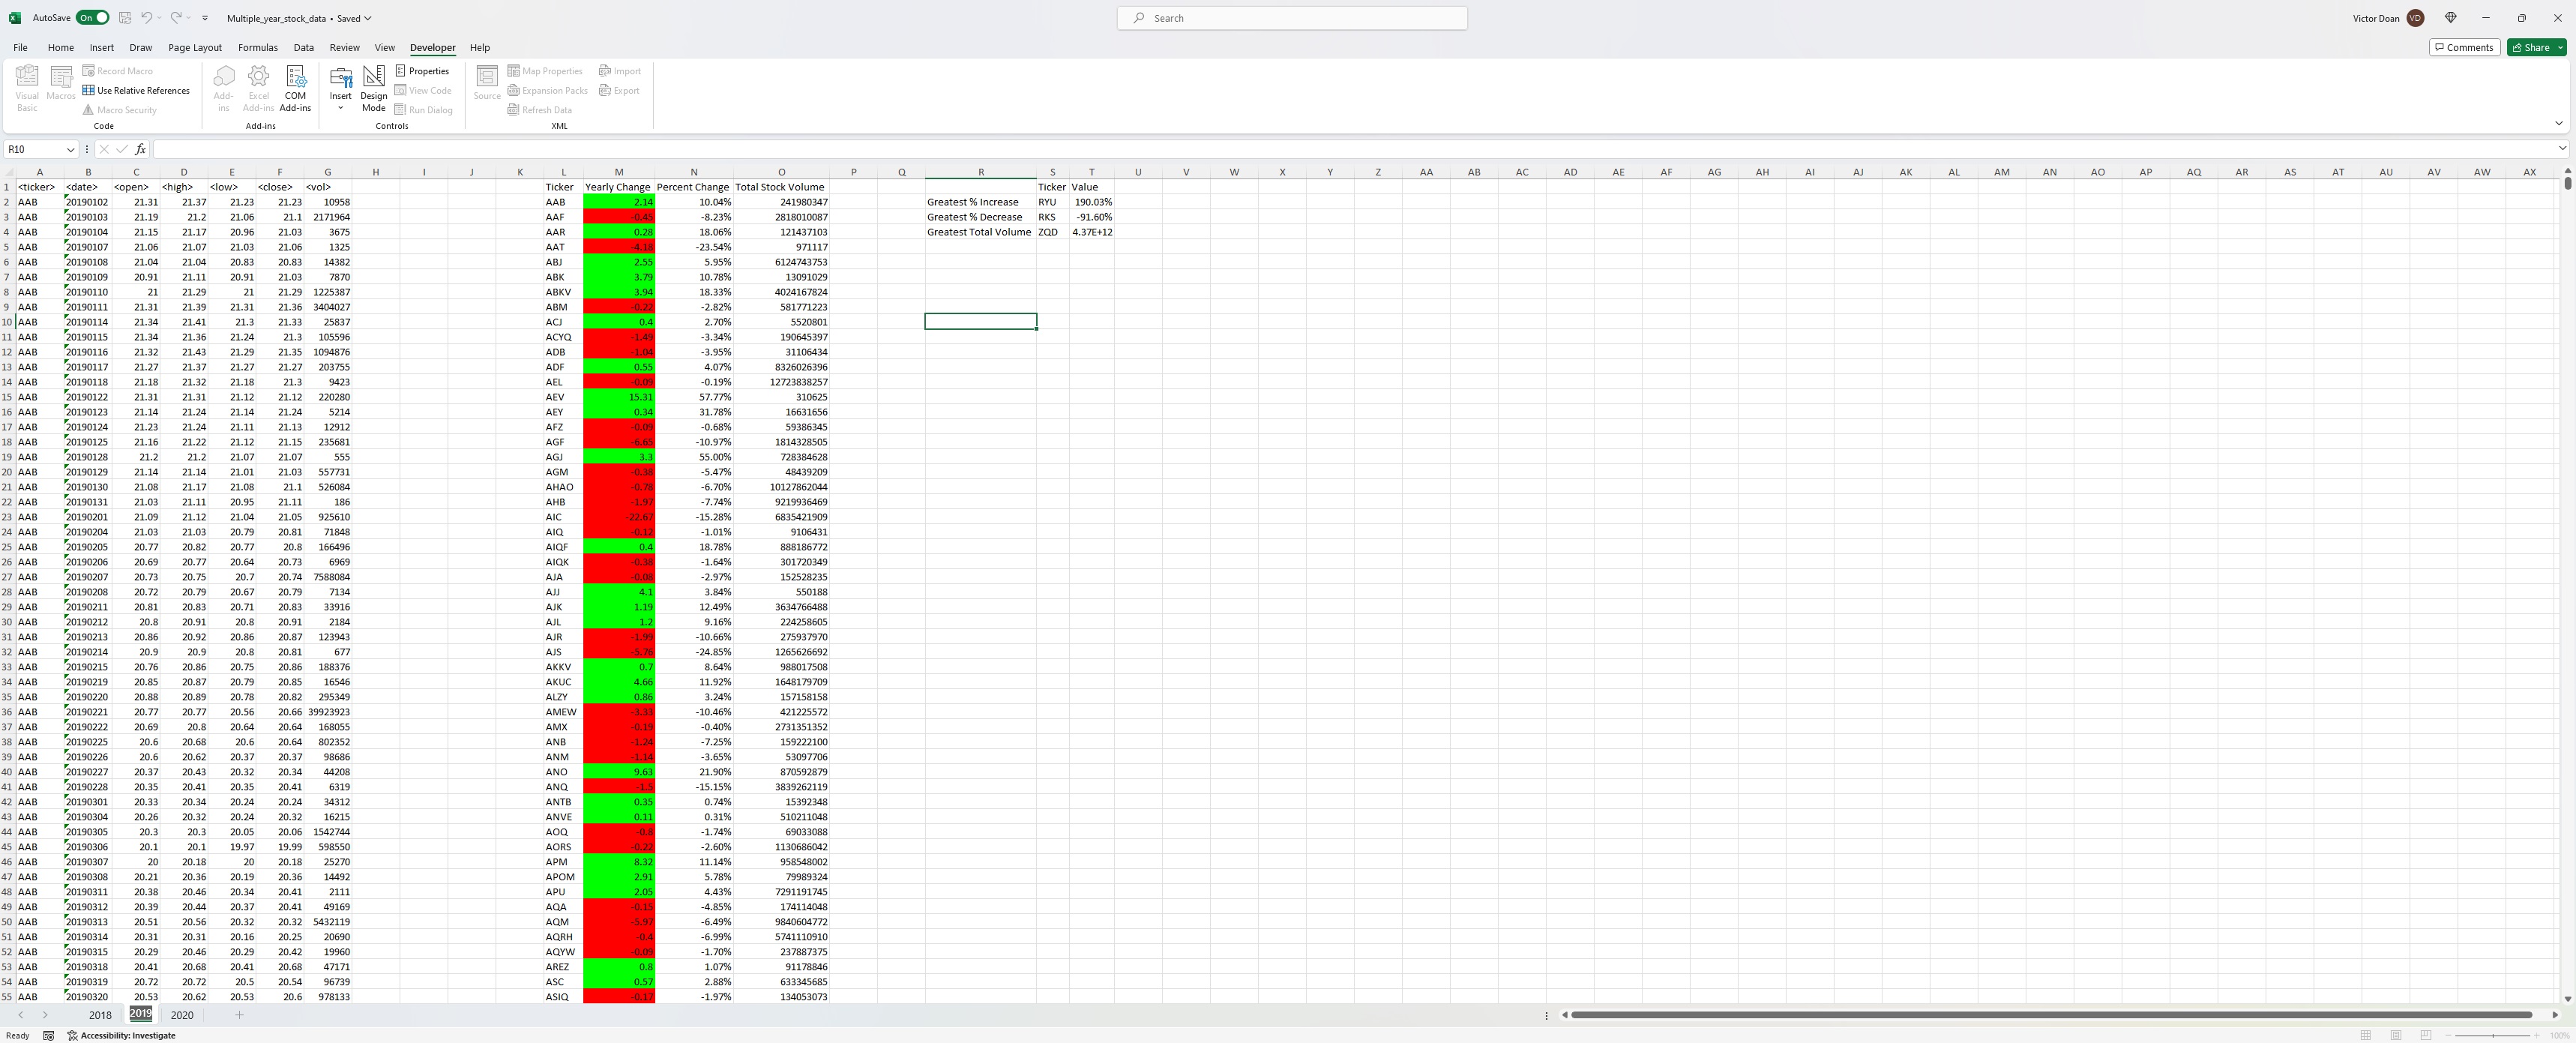 AutoSave On Multiple_year_stock_data • Saved Search Victor Doan VD
File Home Insert Draw Page Layout Formulas Data Review View Developer Help Comments Share
Visual Basic Macros Record Macro Use Relative References Macro Security Add-ins Excel Add-ins COM Add-ins Insert Design Mode Properties View Code Run Dialog Source Map Properties Expansion Packs Refresh Data Import Export
Code Add-ins Controls XML
R10 fx
A B C D E F G H I J K L M N O P Q R S T U V W X Y Z AA AB AC AD AE AF AG AH AI AJ AK AL AM AN AO AP AQ AR AS AT AU AV AW AX
1 <ticker> <date> <open> <high> <low> <close> <vol> Ticker Yearly Change Percent Change Total Stock Volume Ticker Value
2 AAB 20190102 21.31 21.37 21.23 21.23 10958 AAB 2.14 10.04% 241980347 Greatest % Increase RYU 190.03%
3 AAB 20190103 21.19 21.2 21.06 21.1 2171964 AAF -0.45 -8.23% 2818010087 Greatest % Decrease RKS -91.60%
4 AAB 20190104 21.15 21.17 20.96 21.03 3675 AAR 0.28 18.06% 121437103 Greatest Total Volume ZQD 4.37E+12
5 AAB 20190107 21.06 21.07 21.03 21.06 1325 AAT -4.18 -23.54% 971117
6 AAB 20190108 21.04 21.04 20.83 20.83 14382 ABJ 2.55 5.95% 6124743753
7 AAB 20190109 20.91 21.11 20.91 21.03 7870 ABK 3.79 10.78% 13091029
8 AAB 20190110 21 21.29 21 21.29 1225387 ABKV 3.94 18.33% 4024167824
9 AAB 20190111 21.31 21.39 21.31 21.36 3404027 ABM -0.22 -2.82% 581771223
10 AAB 20190114 21.34 21.41 21.3 21.33 25837 ACJ 0.4 2.70% 5520801
11 AAB 20190115 21.34 21.36 21.24 21.3 105596 ACYQ -1.49 -3.34% 190645397
12 AAB 20190116 21.32 21.43 21.29 21.35 1094876 ADB -1.04 -3.95% 31106434
13 AAB 20190117 21.27 21.37 21.27 21.27 203755 ADF 0.55 4.07% 8326026396
14 AAB 20190118 21.18 21.32 21.18 21.3 9423 AEL -0.09 -0.19% 12723838257
15 AAB 20190122 21.31 21.31 21.12 21.12 220280 AEV 15.31 57.77% 310625
16 AAB 20190123 21.14 21.24 21.14 21.24 5214 AEY 0.34 31.78% 16631656
17 AAB 20190124 21.23 21.24 21.11 21.13 12912 AFZ -0.09 -0.68% 59386345
18 AAB 20190125 21.16 21.22 21.12 21.15 235681 AGF -6.65 -10.97% 1814328505
19 AAB 20190128 21.2 21.2 21.07 21.07 555 AGJ 3.3 55.00% 728384628
20 AAB 20190129 21.14 21.14 21.01 21.03 557731 AGM -0.38 -5.47% 48439209
21 AAB 20190130 21.08 21.17 21.08 21.1 526084 AHAO -0.78 -6.70% 10127862044
22 AAB 20190131 21.03 21.11 20.95 21.11 186 AHB -1.97 -7.74% 9219936469
23 AAB 20190201 21.09 21.12 21.04 21.05 925610 AIC -22.67 -15.28% 6835421909
24 AAB 20190204 21.03 21.03 20.79 20.81 71848 AIQ -0.12 -1.01% 9106431
25 AAB 20190205 20.77 20.82 20.77 20.8 166496 AIQF 0.4 18.78% 888186772
26 AAB 20190206 20.69 20.77 20.64 20.73 6969 AIQK -0.38 -1.64% 301720349
27 AAB 20190207 20.73 20.75 20.7 20.74 7588084 AJA -0.08 -2.97% 152528235
28 AAB 20190208 20.72 20.79 20.67 20.79 7134 AJJ 4.1 3.84% 550188
29 AAB 20190211 20.81 20.83 20.71 20.83 33916 AJK 1.19 12.49% 3634766488
30 AAB 20190212 20.8 20.91 20.8 20.91 2184 AJL 1.2 9.16% 224258605
31 AAB 20190213 20.86 20.92 20.86 20.87 123943 AJR -1.99 -10.66% 275937970
32 AAB 20190214 20.9 20.9 20.8 20.81 677 AJS -5.76 -24.85% 1265626692
33 AAB 20190215 20.76 20.86 20.75 20.86 188376 AKKV 0.7 8.64% 988017508
34 AAB 20190219 20.85 20.87 20.79 20.85 16546 AKUC 4.66 11.92% 1648179709
35 AAB 20190220 20.88 20.89 20.78 20.82 295349 ALZY 0.86 3.24% 157158158
36 AAB 20190221 20.77 20.77 20.56 20.66 39923923 AMEW -3.33 -10.46% 421225572
37 AAB 20190222 20.69 20.8 20.64 20.64 168055 AMX -0.19 -0.40% 2731351352
38 AAB 20190225 20.6 20.68 20.6 20.64 802352 ANB -1.24 -7.25% 159222100
39 AAB 20190226 20.6 20.62 20.37 20.37 98686 ANM -1.14 -3.65% 53097706
40 AAB 20190227 20.37 20.43 20.32 20.34 44208 ANO 9.63 21.90% 870592879
41 AAB 20190228 20.35 20.41 20.35 20.41 6319 ANQ -1.5 -15.15% 3839262119
42 AAB 20190301 20.33 20.34 20.24 20.24 34312 ANTB 0.35 0.74% 15392348
43 AAB 20190304 20.26 20.32 20.24 20.32 16215 ANVE 0.11 0.31% 510211048
44 AAB 20190305 20.3 20.3 20.05 20.06 1542744 AOQ -0.8 -1.74% 69033088
45 AAB 20190306 20.1 20.1 19.97 19.99 598550 AORS -0.22 -2.60% 1130686042
46 AAB 20190307 20 20.18 20 20.18 25270 APM 8.32 11.14% 958548002
47 AAB 20190308 20.21 20.36 20.19 20.36 14492 APOM 2.91 5.78% 79989324
48 AAB 20190311 20.38 20.46 20.34 20.41 2111 APU 2.05 4.43% 7291191745
49 AAB 20190312 20.39 20.44 20.37 20.41 49169 AQA -0.15 -4.85% 174114048
50 AAB 20190313 20.51 20.56 20.32 20.32 5432119 AQM -5.97 -6.49% 9840604772
51 AAB 20190314 20.31 20.31 20.16 20.25 20690 AQRH -0.4 -6.99% 5741110910
52 AAB 20190315 20.29 20.46 20.29 20.42 19960 AQYW -0.09 -1.70% 237887375
53 AAB 20190318 20.41 20.68 20.41 20.68 47171 AREZ 0.8 1.07% 91178846
54 AAB 20190319 20.72 20.72 20.5 20.54 96739 ASC 0.57 2.88% 633345685
55 AAB 20190320 20.53 20.62 20.53 20.6 978133 ASIQ -0.17 -1.97% 134053073
2018 2019 2020
Ready Accessibility: Investigate 100%